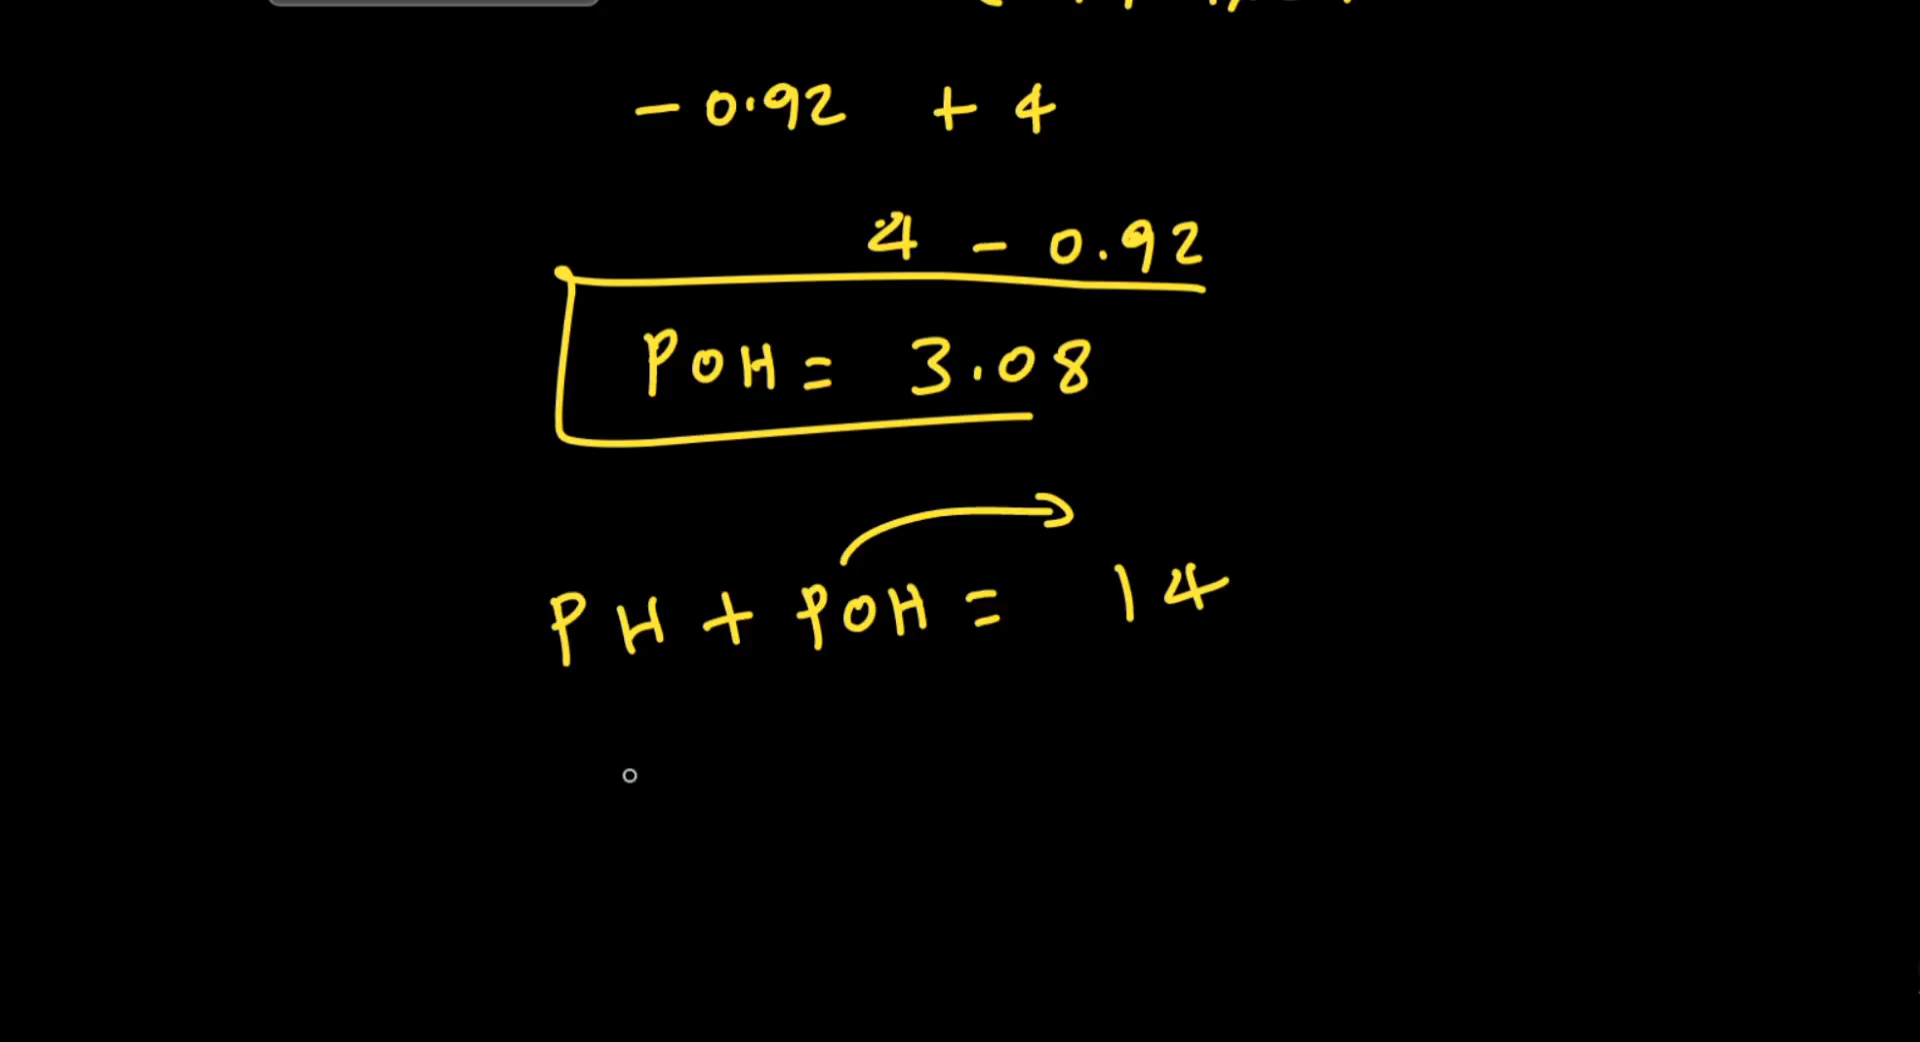 - 0.92 + 4
4 - 0.92
POH = 3.08
PH + POH = 14